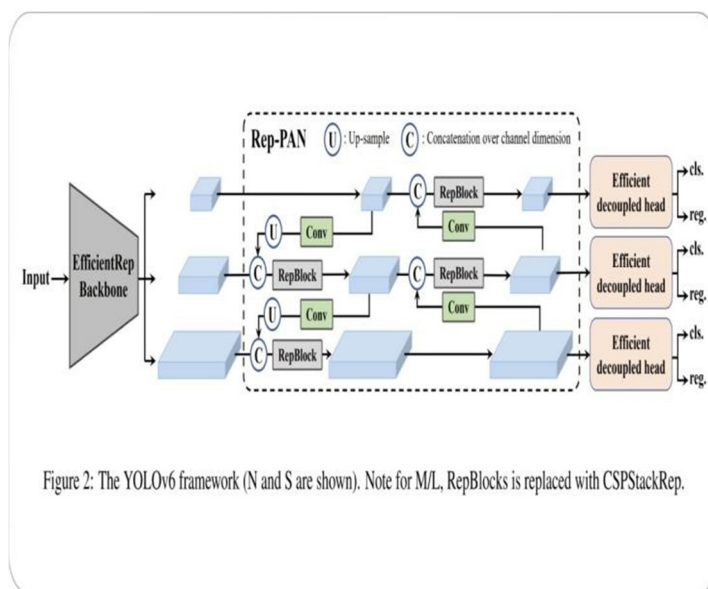 Rep-PAN U : Up-sample C : Concatenation over channel dimension
Efficient decoupled head
cls.
reg.
C RepBlock
U Conv
Conv
Input
EfficientRep
Backbone
C RepBlock
C RepBlock
Efficient
decoupled head
cls.
reg.
U Conv
Conv
C RepBlock
Efficient
decoupled head
cls.
reg.
Figure 2: The YOLOv6 framework (N and S are shown). Note for M/L, RepBlocks is replaced with CSPStackRep.